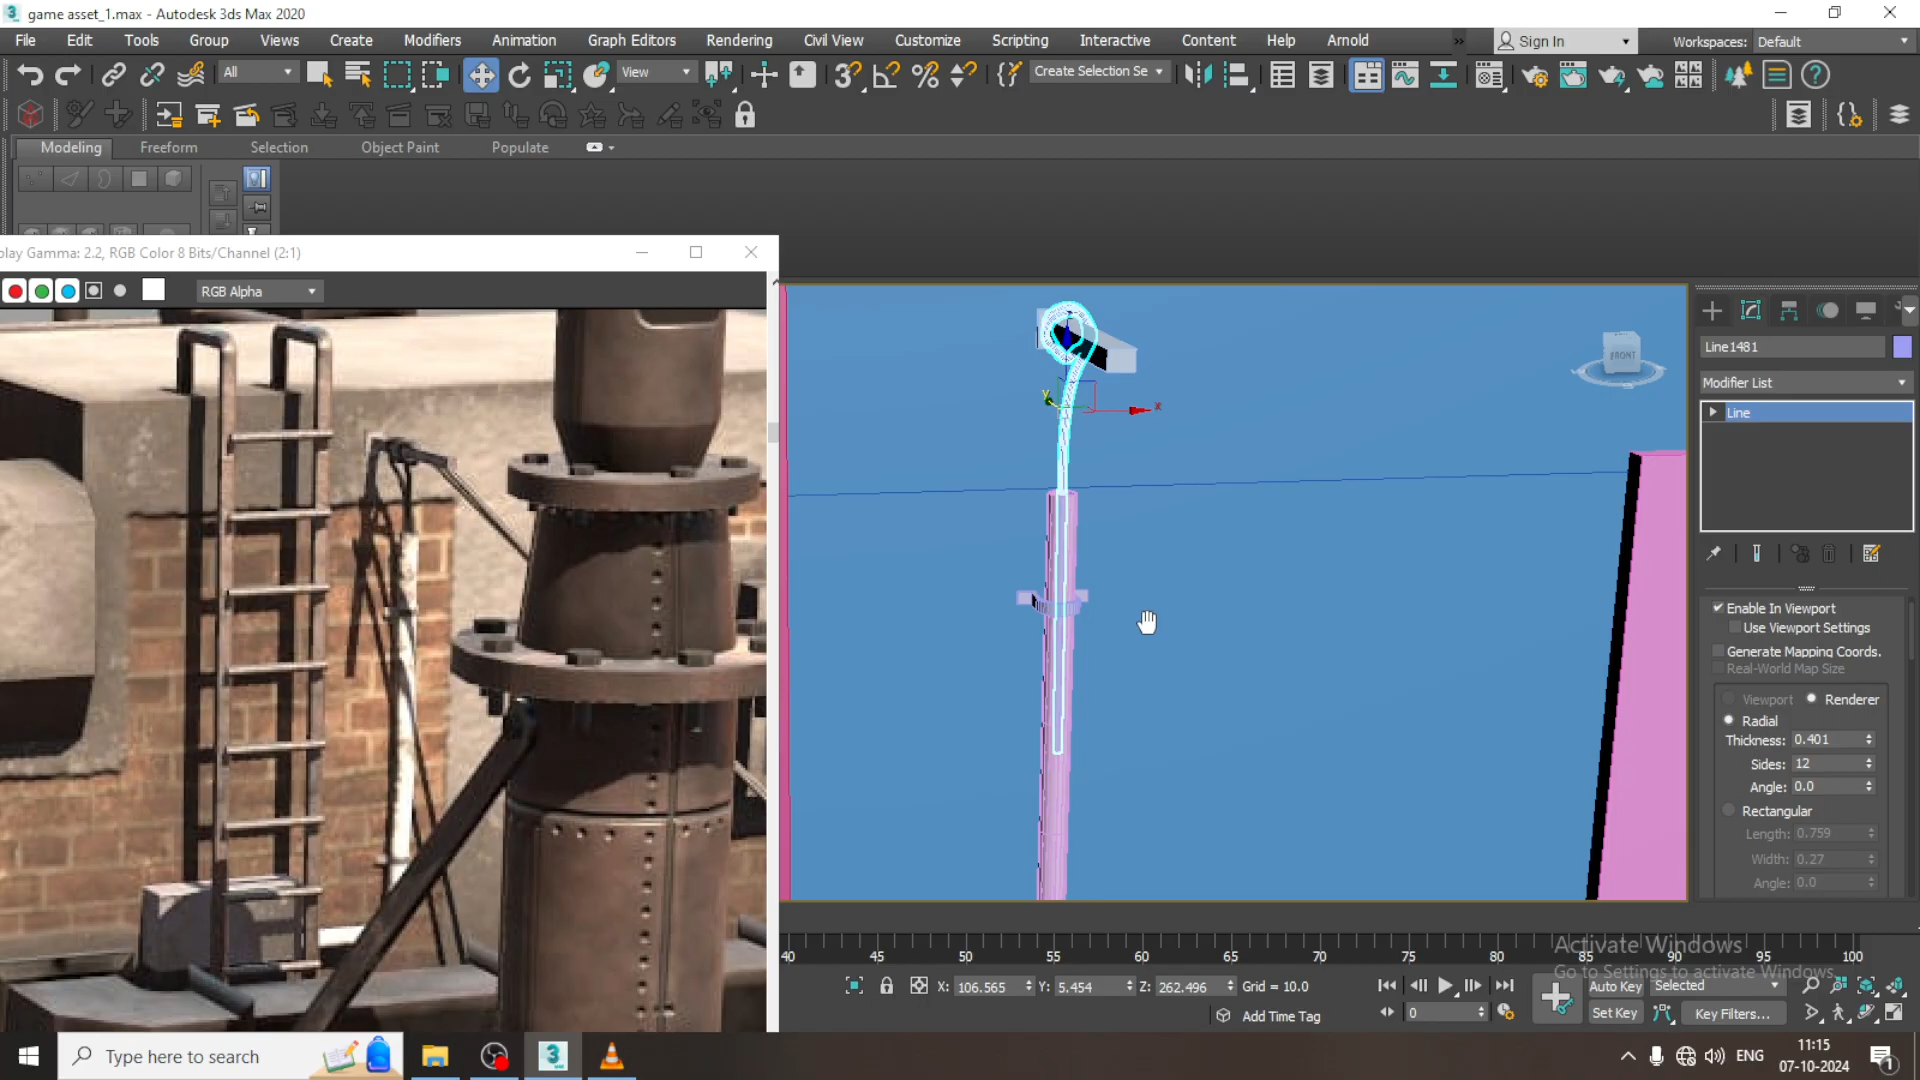 game asset_1.max - Autodesk 3ds Max 2020
File Edit Tools Group Views Create Modifiers Animation Graph Editors Rendering Civil View Customize Scripting Interactive Content Help Arnold
Sign In
Workspaces: Default
All
View
Create Selection Se
Modeling Freeform Selection Object Paint Populate
play Gamma: 2.2, RGB Color 8 Bits/Channel (2:1)
RGB Alpha
x
y
FRONT
Line1481
Modifier List
Line
Enable In Viewport
Use Viewport Settings
Generate Mapping Coords.
Real-World Map Size
Viewport Renderer
Radial
Thickness: 0.401
Sides: 12
Angle: 0.0
Rectangular
Length: 0.759
Width: 0.27
Angle: 0.0
40 45 50 55 60 65 70 75 80 85 90 95 100
Activate Windows
Go to Settings to activate Windows.
X: 106.565 Y: 5.454 Z: 262.496 Grid = 10.0
Auto Key Selected
Add Time Tag
0
Set Key Key Filters...
Type here to search
ENG
11:15
07-10-2024
1